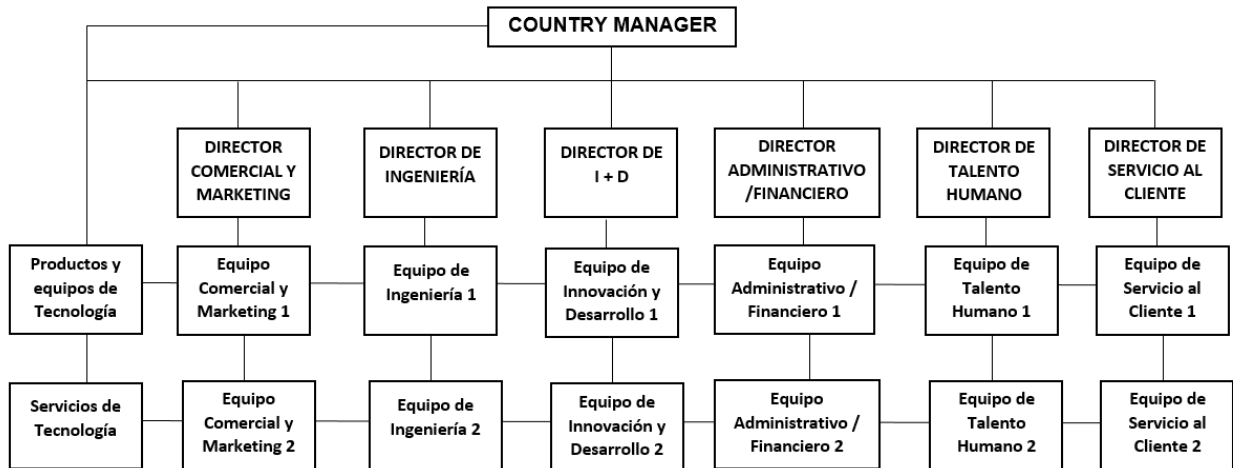 COUNTRY MANAGER
DIRECTOR
COMERCIAL Y
MARKETING
DIRECTOR DE
INGENIERÍA
DIRECTOR DE
I + D
DIRECTOR
ADMINISTRATIVO
/FINANCIERO
DIRECTOR DE
TALENTO
HUMANO
DIRECTOR DE
SERVICIO AL
CLIENTE
Productos y
equipos de
Tecnología
Equipo
Comercial y
Marketing 1
Equipo de
Ingeniería 1
Equipo de
Innovación y
Desarrollo 1
Equipo
Administrativo /
Financiero 1
Equipo de
Talento
Humano 1
Equipo de
Servicio al
Cliente 1
Servicios de
Tecnología
Equipo
Comercial y
Marketing 2
Equipo de
Ingeniería 2
Equipo de
Innovación y
Desarrollo 2
Equipo
Administrativo /
Financiero 2
Equipo de
Talento
Humano 2
Equipo de
Servicio al
Cliente 2